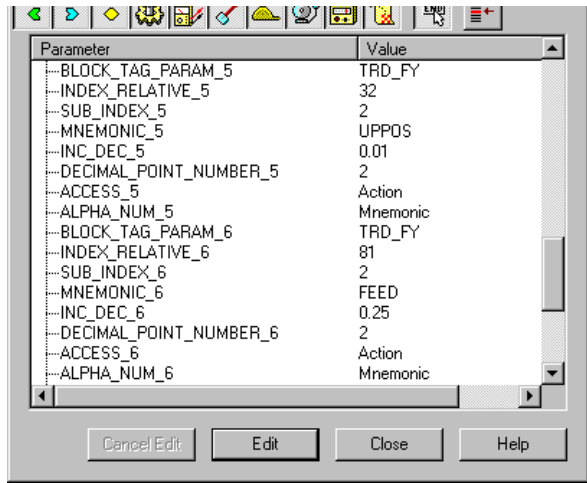 END
Parameter Value
BLOCK_TAG_PARAM_5 TRD_FY
INDEX_RELATIVE_5 32
SUB_INDEX_5 2
MNEMONIC_5 UPPOS
INC_DEC_5 0.01
DECIMAL_POINT_NUMBER_5 2
ACCESS_5 Action
ALPHA_NUM_5 Mnemonic
BLOCK_TAG_PARAM_6 TRD_FY
INDEX_RELATIVE_6 81
SUB_INDEX_6 2
MNEMONIC_6 FEED
INC_DEC_6 0.25
DECIMAL_POINT_NUMBER_6 2
ACCESS_6 Action
ALPHA_NUM_6 Mnemonic
Cancel Edit Edit Close Help